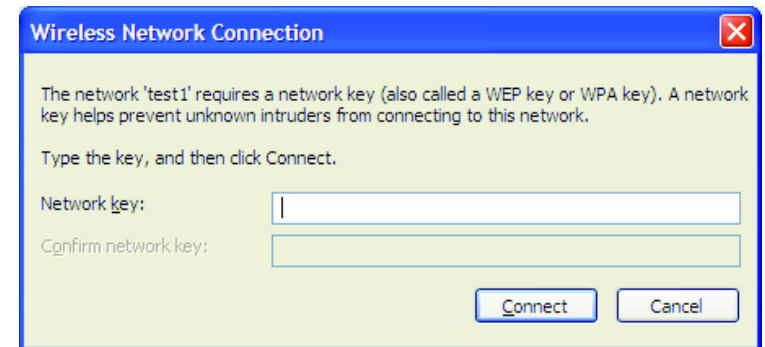 Wireless Network Connection
The network 'test1' requires a network key (also called a WEP key or WPA key). A network
key helps prevent unknown intruders from connecting to this network.
Type the key, and then click Connect.
Network key:
Confirm network key:
Connect Cancel